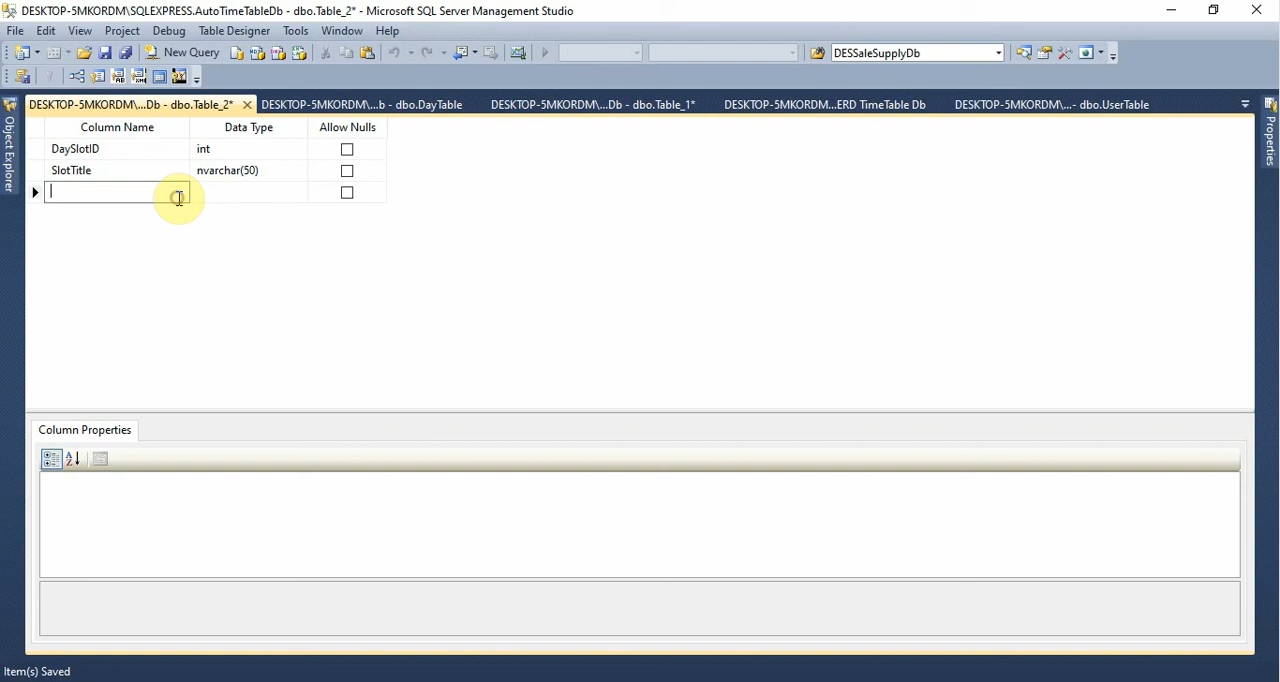 DESKTOP-5MKORDM\SQLEXPRESS.AutoTimeTableDb - dbo.Table_2* - Microsoft SQL Server Management Studio
File Edit View Project Debug Table Designer Tools Window Help
New Query DESSaleSupplyDb
DESKTOP-5MKORDM\...Db - dbo.Table_2* DESKTOP-5MKORDM\...b - dbo.DayTable DESKTOP-5MKORDM\...Db - dbo.Table_1* DESKTOP-5MKORDM...ERD TimeTable Db DESKTOP-5MKORDM\...- dbo.UserTable
Object Explorer
Properties
Column Name Data Type Allow Nulls
DaySlotID int
SlotTitle nvarchar(50)
Column Properties
Item(s) Saved